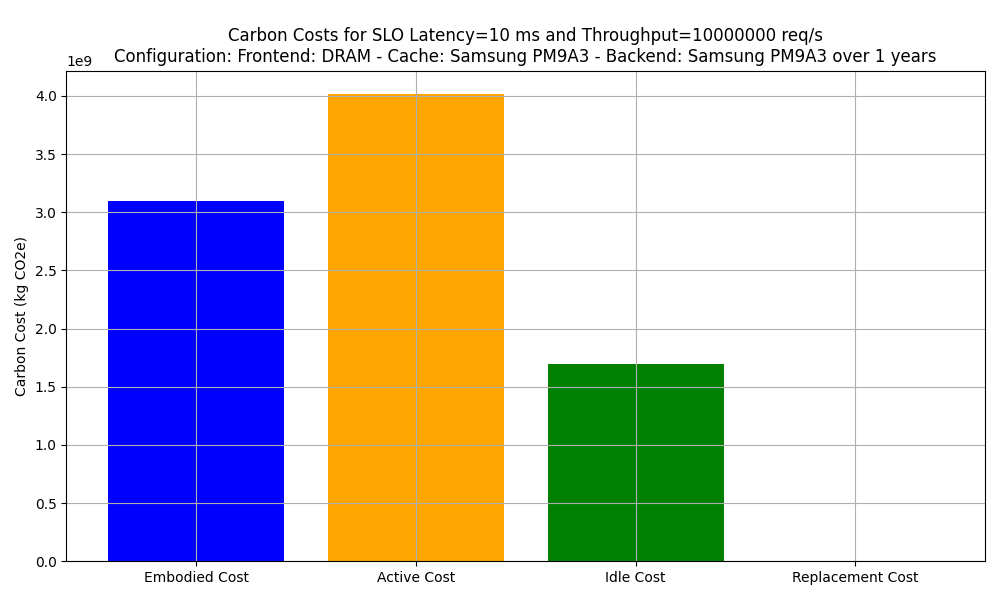 Carbon Costs for SLO Latency=10 ms and Throughput=10000000 req/s
Configuration: Frontend: DRAM - Cache: Samsung PM9A3 - Backend: Samsung PM9A3 over 1 years
1e9
4.0
3.5
3.0
2.5
2.0
1.5
1.0
0.5
0.0
Carbon Cost (kg CO2e)
Embodied Cost
Active Cost
Idle Cost
Replacement Cost